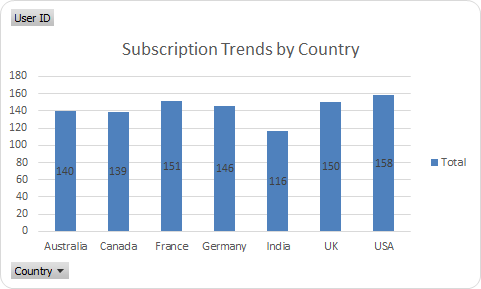 User ID
Subscription Trends by Country
180
160
140
120
100
80
60
40
20
0
140 139 151 146 116 150 158
Australia Canada France Germany India UK USA
Total
Country